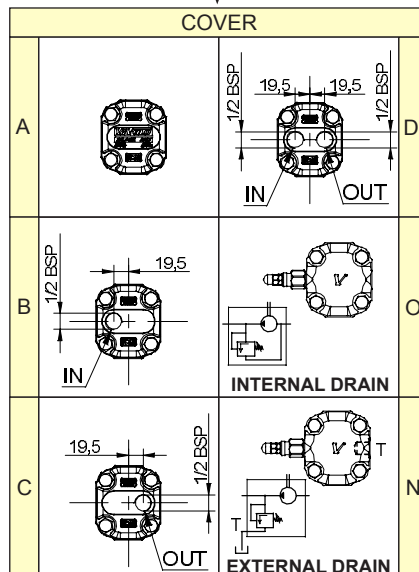 COVER
A
19,5 19,5
1/2 BSP
1/2 BSP
IN
OUT
D
B
1/2 BSP
19,5
IN
INTERNAL DRAIN
O
C
19,5
1/2 BSP
OUT
T
T
EXTERNAL DRAIN
N